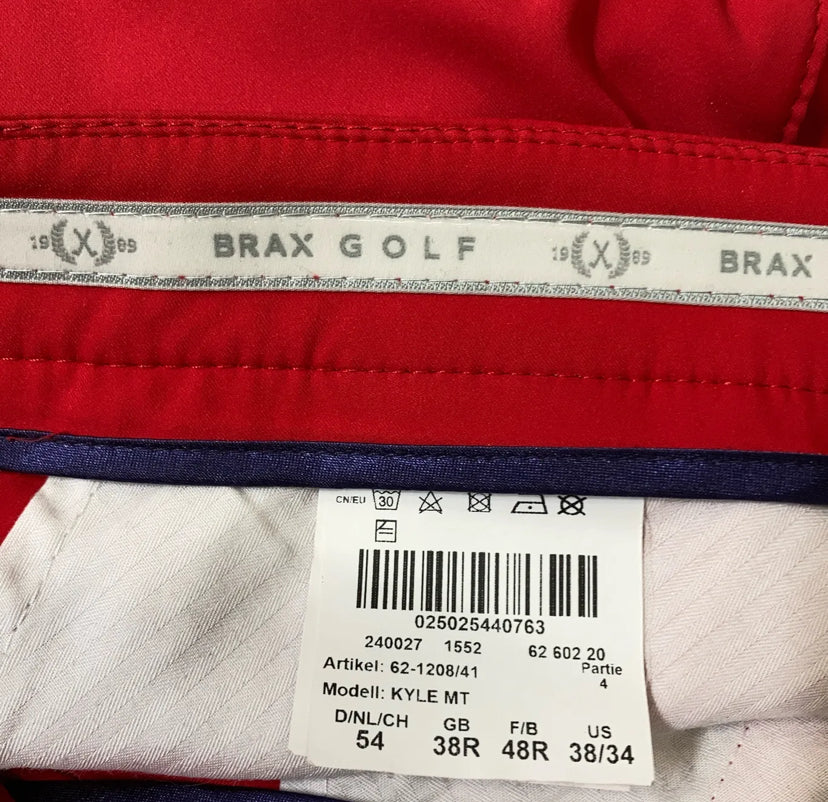 19 X 89 BRAX GOLF 19 X 89 BRAX
CN/EU 30
025025440763
240027 1552 62 602 20
Artikel: 62-1208/41 Partie
4
Modell: KYLE MT
D/NL/CH GB F/B US
54 38R 48R 38/34